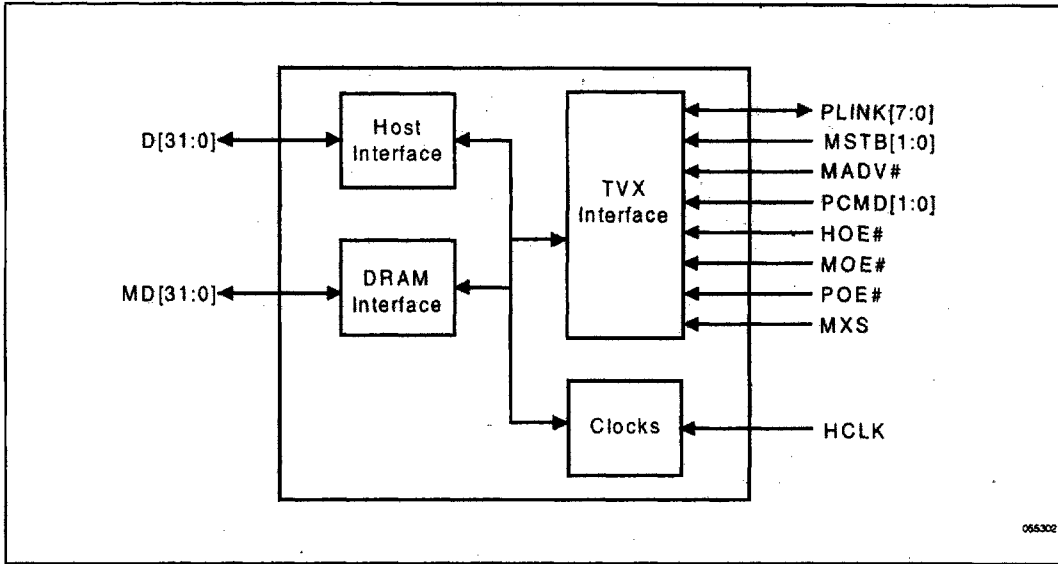 D[31:0]
Host
Interface
MD[31:0]
DRAM
Interface
TVX
Interface
Clocks
PLINK[7:0]
MSTB[1:0]
MADV#
PCMD[1:0]
HOE#
MOE#
POE#
MXS
HCLK
055302